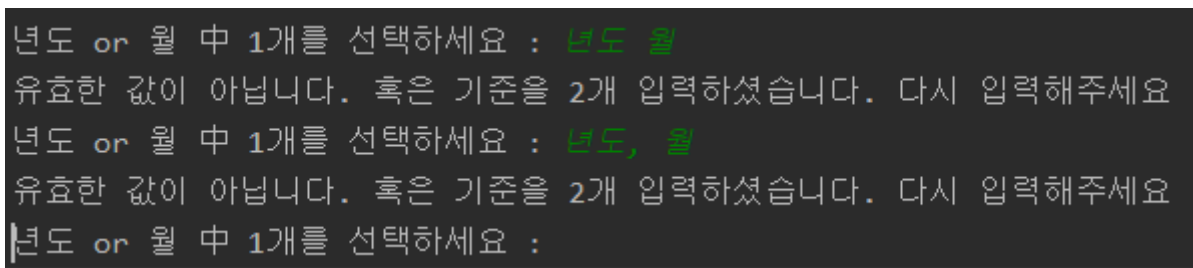 년도 or 월 中 1개를 선택하세요 : 년도 월
유효한 값이 아닙니다. 혹은 기준을 2개 입력하셨습니다. 다시 입력해주세요
년도 or 월 中 1개를 선택하세요 : 년도, 월
유효한 값이 아닙니다. 혹은 기준을 2개 입력하셨습니다. 다시 입력해주세요
년도 or 월 中 1개를 선택하세요 :